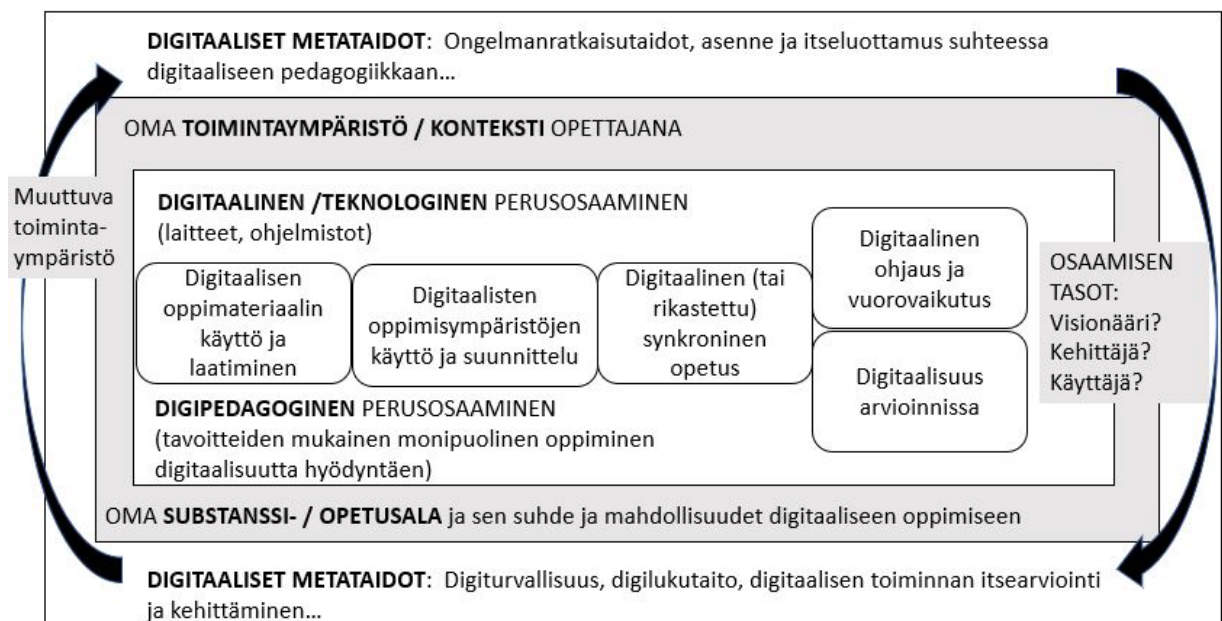 DIGITAALISET METATAIDOT: Ongelmanratkaisutaidot, asenne ja itseluottamus suhteessa
digitaaliseen pedagogiikkaan…
OMA TOIMINTAYMPÄRISTÖ / KONTEKSTI OPETTAJANA
Muuttuva
toiminta-
ympäristö
DIGITAALINEN /TEKNOLOGINEN PERUSOSAAMINEN
(laitteet, ohjelmistot)
Digitaalisen
oppimateriaalin
käyttö ja
laatiminen
Digitaalisten
oppimisympäristöjen
käyttö ja suunnittelu
Digitaalinen (tai
rikastettu)
synkroninen
opetus
Digitaalinen
ohjaus ja
vuorovaikutus
Digitaalisuus
arvioinnissa
OSAAMISEN
TASOT:
Visionääri?
Kehittäjä?
Käyttäjä?
DIGIPEDAGOGINEN PERUSOSAAMINEN
(tavoitteiden mukainen monipuolinen oppiminen
digitaalisuutta hyödyntäen)
OMA SUBSTANSSI- / OPETUSALA ja sen suhde ja mahdollisuudet digitaaliseen oppimiseen
DIGITAALISET METATAIDOT: Digiturvallisuus, digilukutaito, digitaalisen toiminnan itsearviointi
ja kehittäminen…